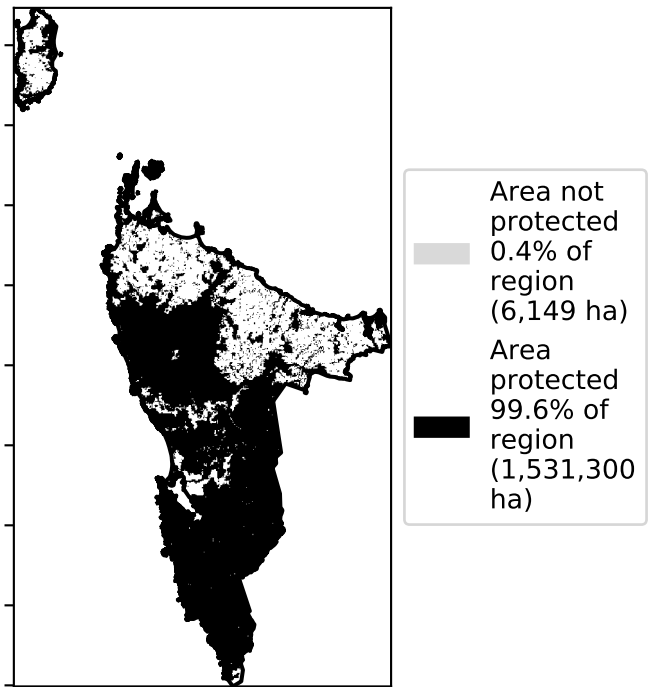 Area not
protected
0.4% of
region
(6,149 ha)
Area
protected
99.6% of
region
(1,531,300
ha)